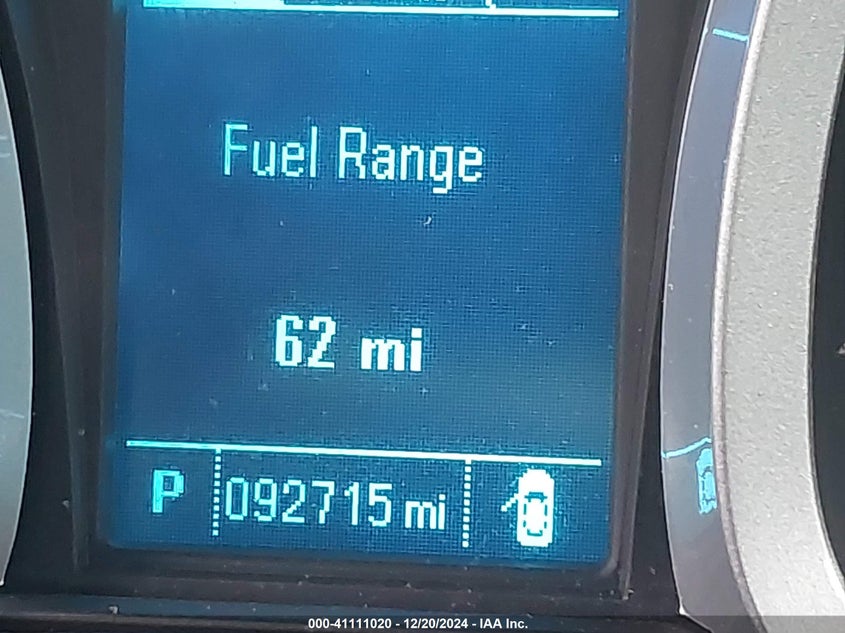 Fuel Range
62 mi
P 092715 mi
000-41111020 - 12/20/2024 - IAA Inc.